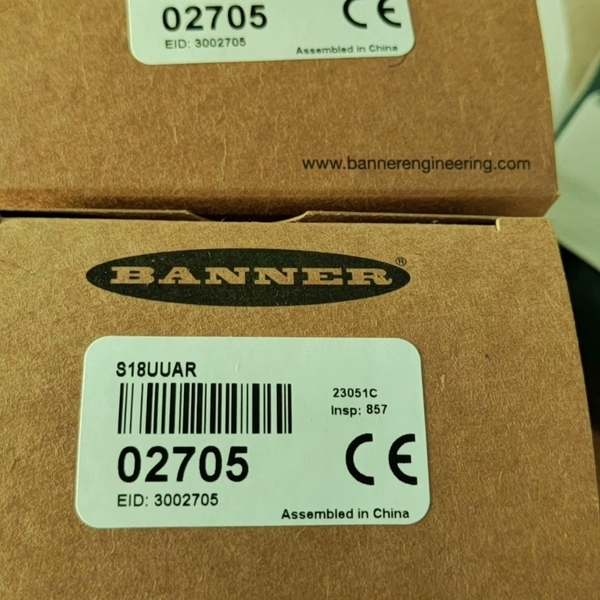 02705
CE
EID: 3002705
Assembled in China
www.bannerengineering.com
BANNER®
S18UUAR
23051C
Insp: 857
02705
CE
EID: 3002705
Assembled in China